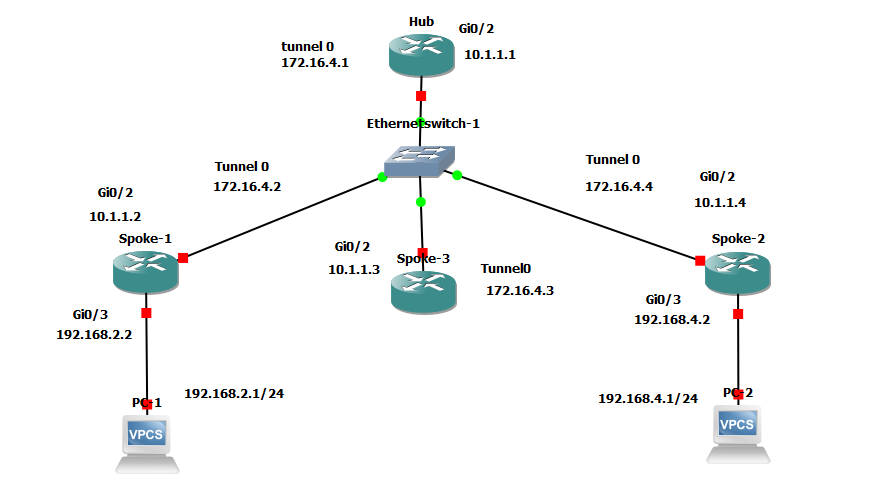 Hub
Gi0/2
tunnel 0
172.16.4.1
10.1.1.1
Ethernetswitch-1
Tunnel 0
172.16.4.2
Tunnel 0
172.16.4.4
Gi0/2
10.1.1.2
Gi0/2
10.1.1.4
Spoke-1
Gi0/2
10.1.1.3
Spoke-3
Tunnel0
172.16.4.3
Spoke-2
Gi0/3
192.168.2.2
Gi0/3
192.168.4.2
PC-1
192.168.2.1/24
192.168.4.1/24
PC-2
VPCS
VPCS